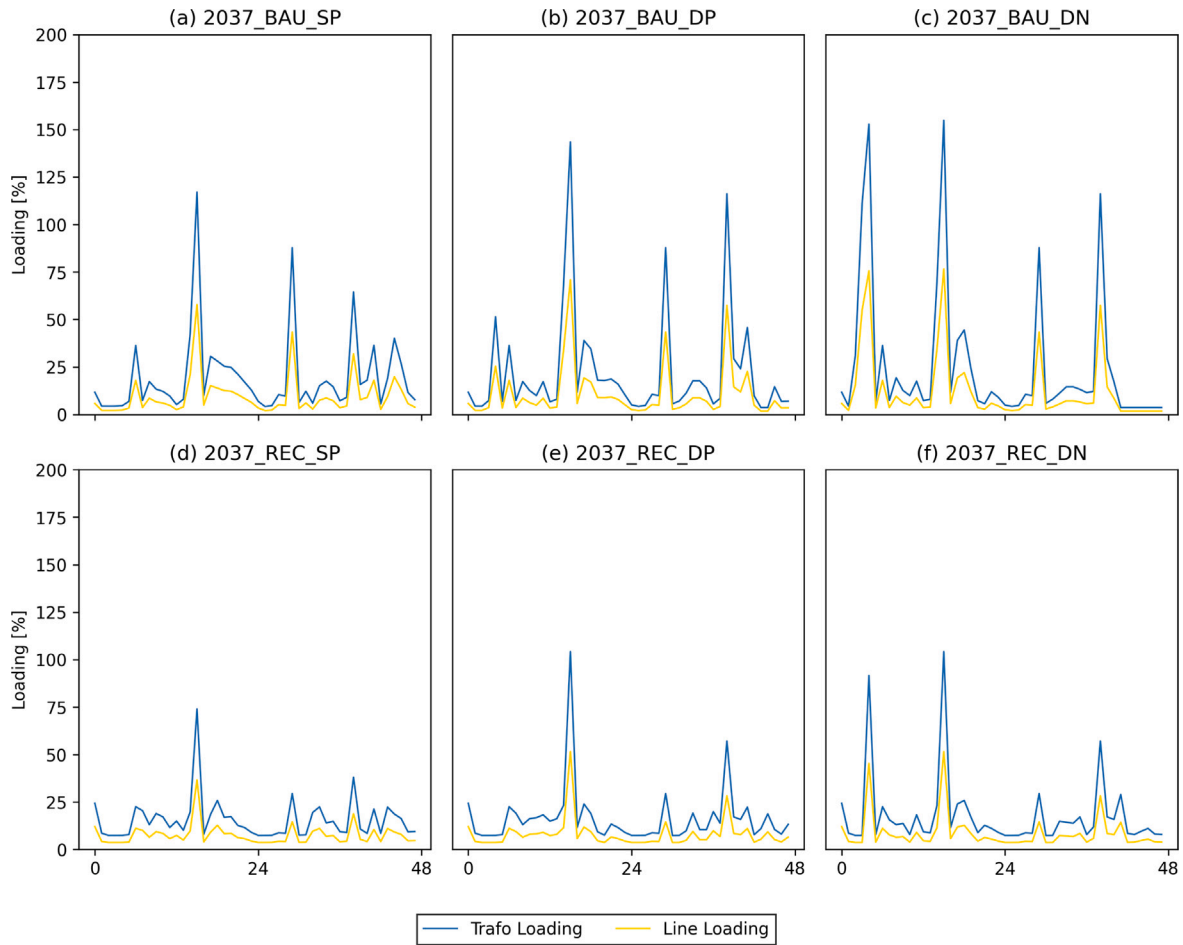 (a) 2037_BAU_SP
(b) 2037_BAU_DP
(c) 2037_BAU_DN
200
175
150
125
100
75
50
25
0
Loading [%]
(d) 2037_REC_SP
(e) 2037_REC_DP
(f) 2037_REC_DN
200
175
150
125
100
75
50
25
0
Loading [%]
0 24 48
0 24 48
0 24 48
Trafo Loading Line Loading